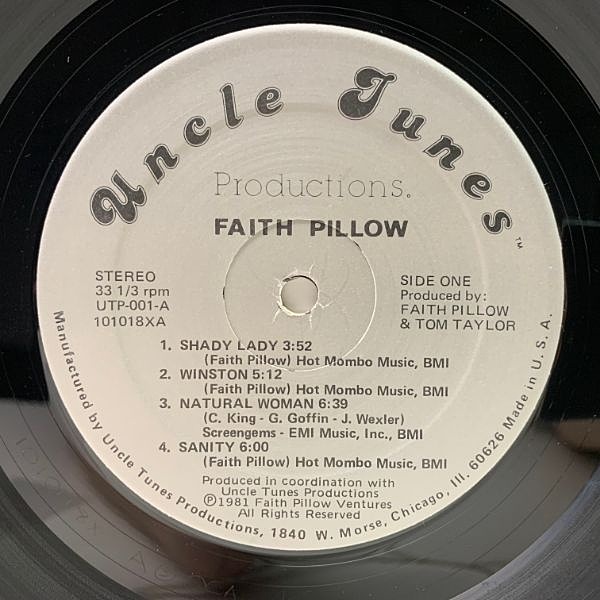 Uncle Tunes™
Productions.
FAITH PILLOW
STEREO
33 1/3 rpm
UTP-001-A
101018XA
SIDE ONE
Produced by:
FAITH PILLOW
& TOM TAYLOR
1. SHADY LADY 3:52
(Faith Pillow) Hot Mombo Music, BMI
2. WINSTON 5:12
(Faith Pillow) Hot Mombo Music, BMI
3. NATURAL WOMAN 6:39
(C. King - G. Goffin - J. Wexler)
Screengems - EMI Music, Inc., BMI
4. SANITY 6:00
(Faith Pillow) Hot Mombo Music, BMI
Produced in coordination with
Uncle Tunes Productions
℗1981 Faith Pillow Ventures
All Rights Reserved
Manufactured by Uncle Tunes Productions, 1840 W. Morse, Chicago, Ill. 60626 Made in U.S.A.